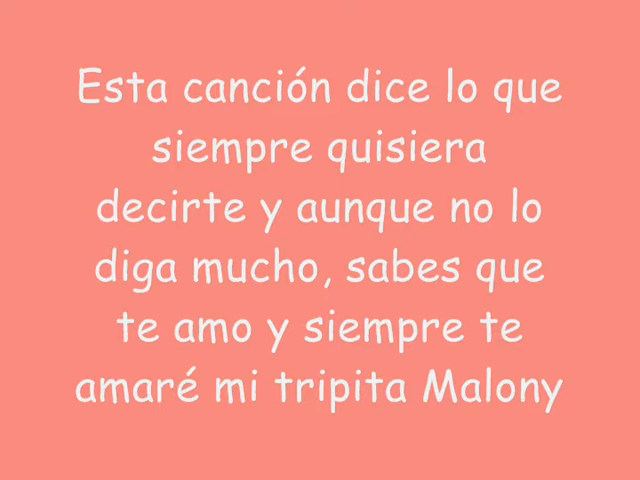 Esta canción dice lo que
siempre quisiera
decirte y aunque no lo
diga mucho, sabes que
te amo y siempre te
amaré mi tripita Malony